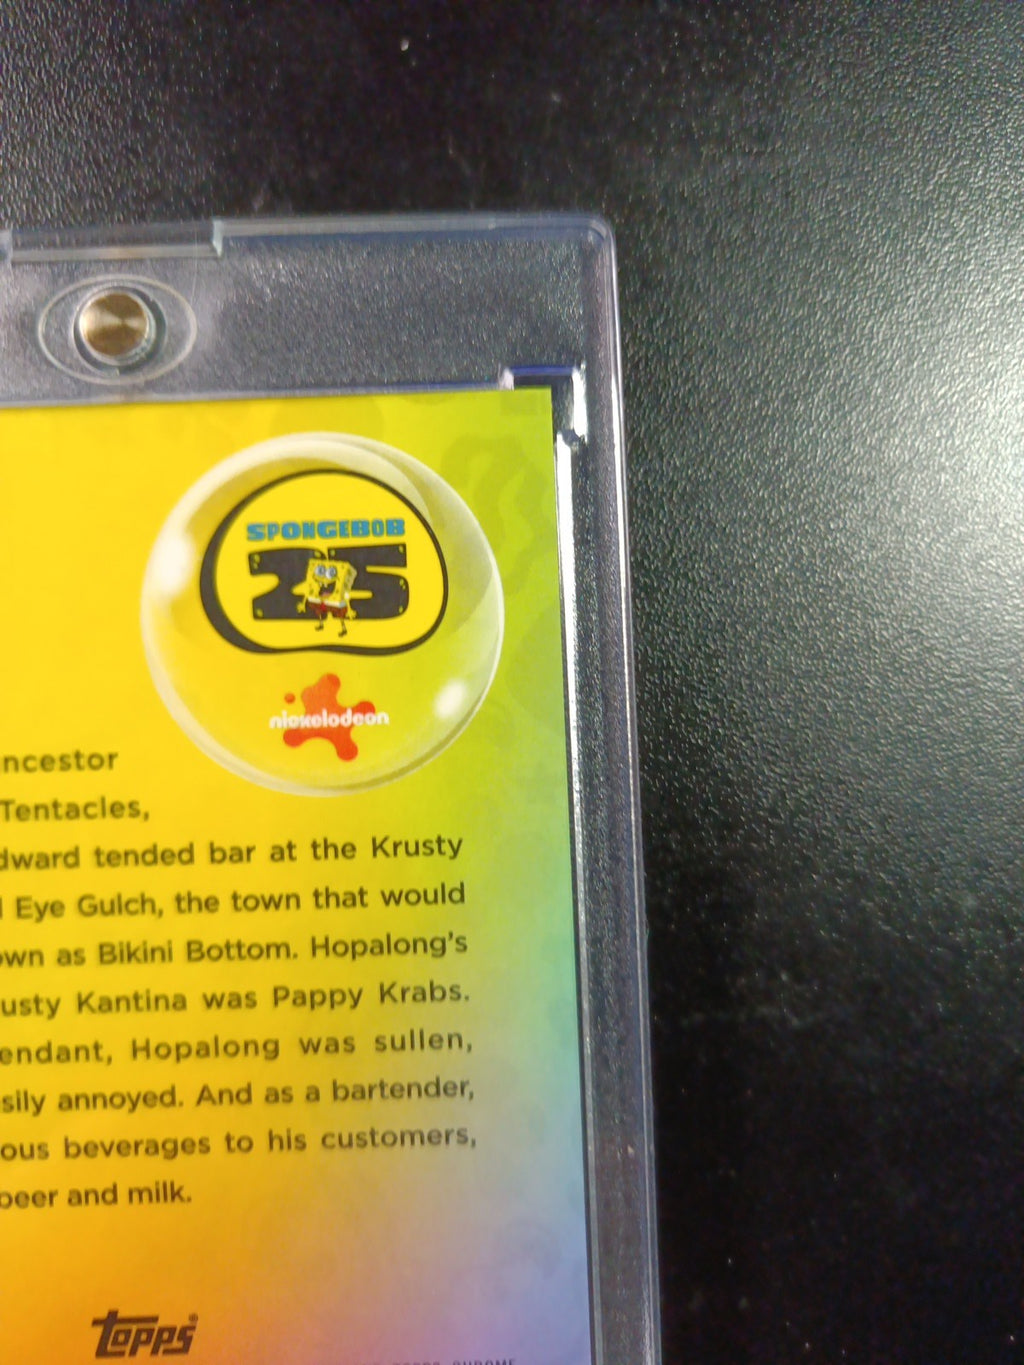 SPONGEBOB
25
nickelodeon
ncestor
Tentacles,
dward tended bar at the Krusty
Eye Gulch, the town that would
own as Bikini Bottom. Hopalong's
usty Kantina was Pappy Krabs.
endant, Hopalong was sullen,
sily annoyed. And as a bartender,
ous beverages to his customers,
beer and milk.
topps
CHROME